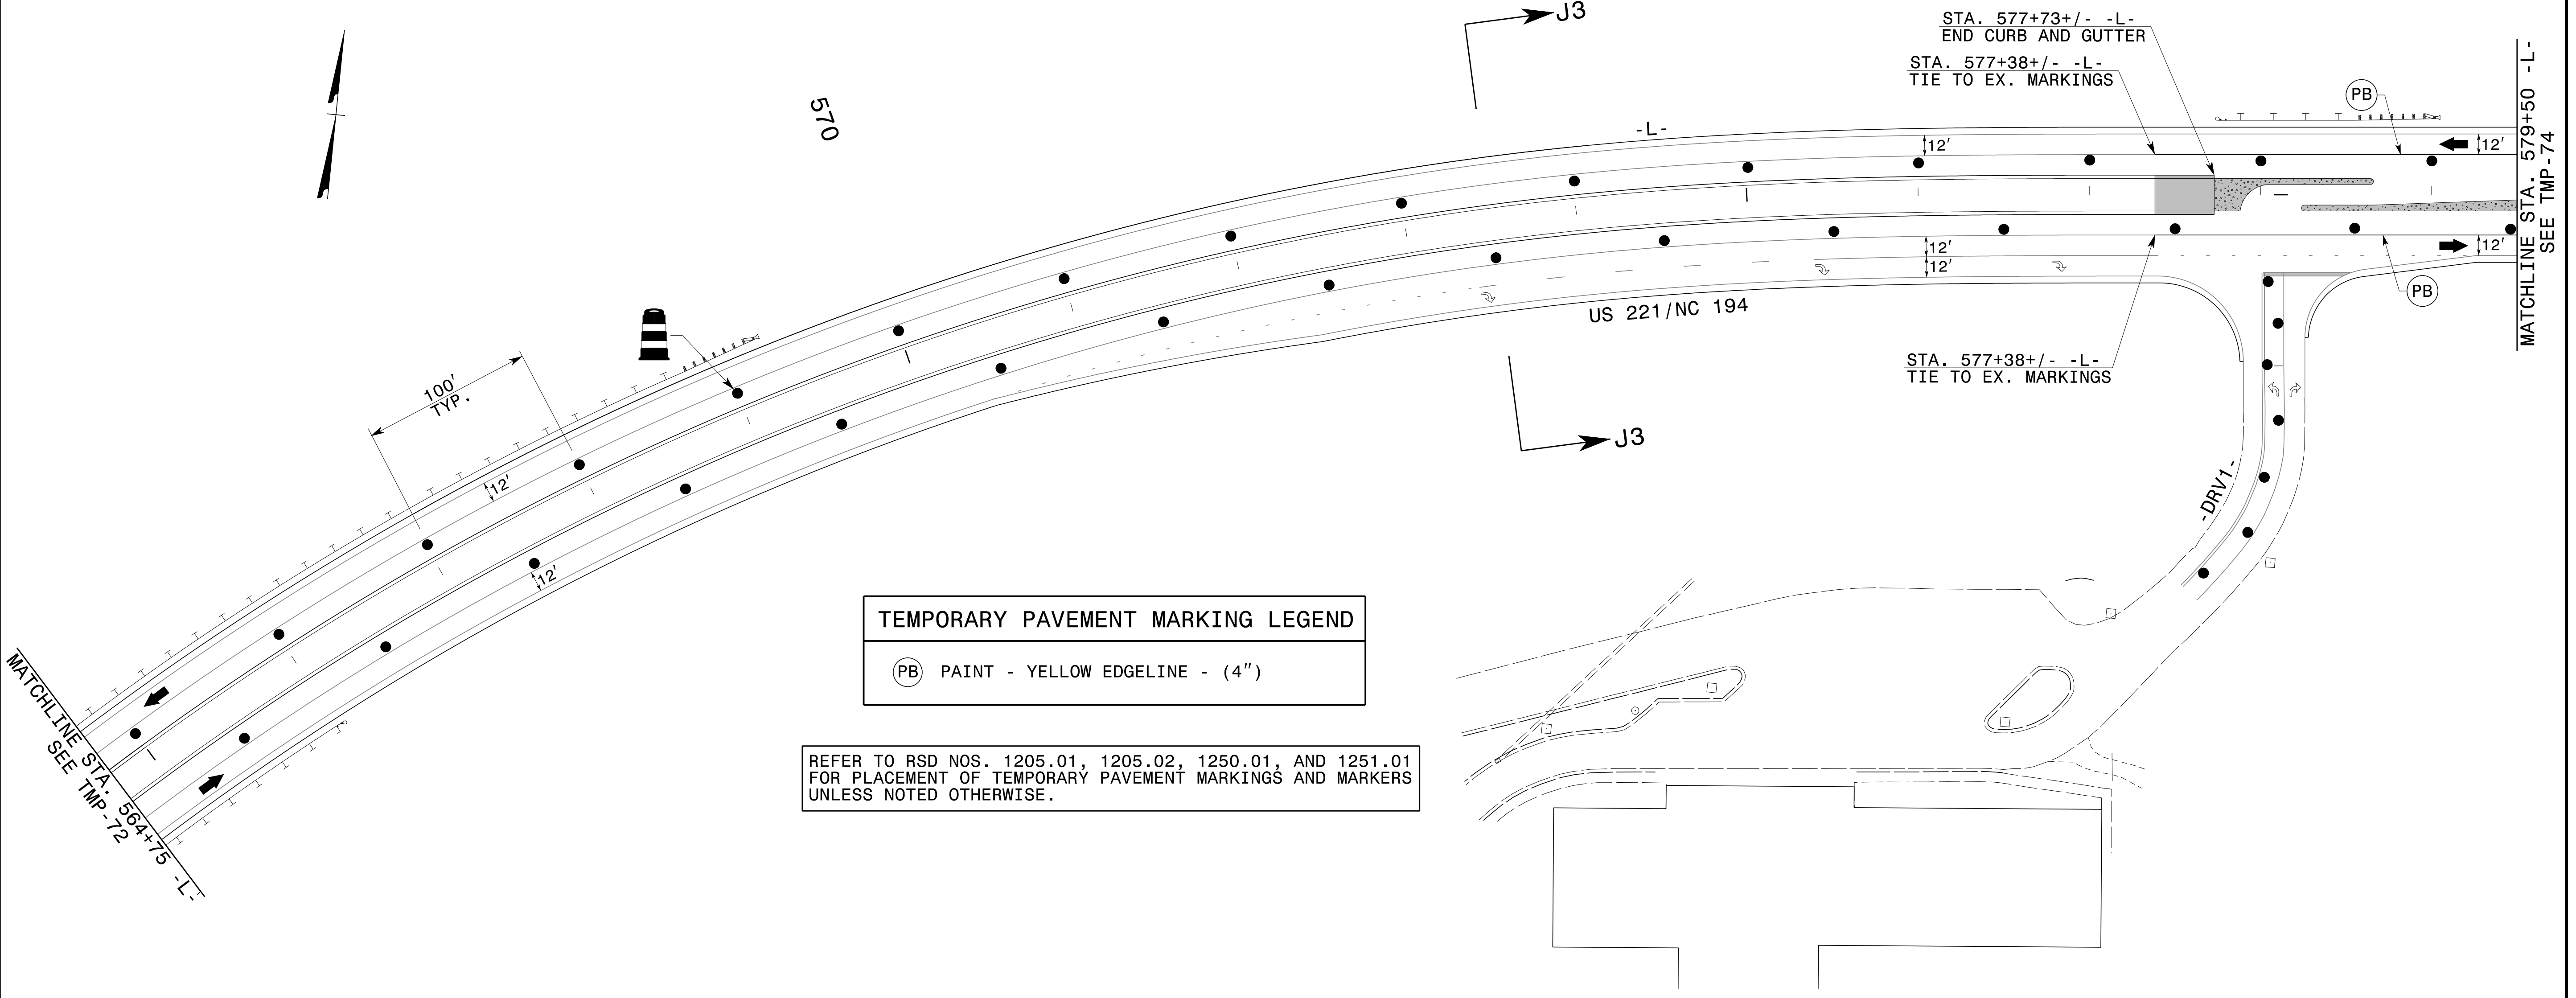 J3
STA. 577+73+/- -L-
END CURB AND GUTTER
STA. 577+38+/- -L-
TIE TO EX. MARKINGS
PB
570
-L-
12'
12'
MATCHLINE STA. 579+50 -L-
SEE TMP-74
12'
12'
12'
PB
US 221/NC 194
STA. 577+38+/- -L-
TIE TO EX. MARKINGS
100'
TYP.
J3
12'
12'
-DRV1-
TEMPORARY PAVEMENT MARKING LEGEND
PB PAINT - YELLOW EDGELINE - (4")
MATCHLINE STA. 564+75 -L-
SEE TMP-72
REFER TO RSD NOS. 1205.01, 1205.02, 1250.01, AND 1251.01
FOR PLACEMENT OF TEMPORARY PAVEMENT MARKINGS AND MARKERS
UNLESS NOTED OTHERWISE.